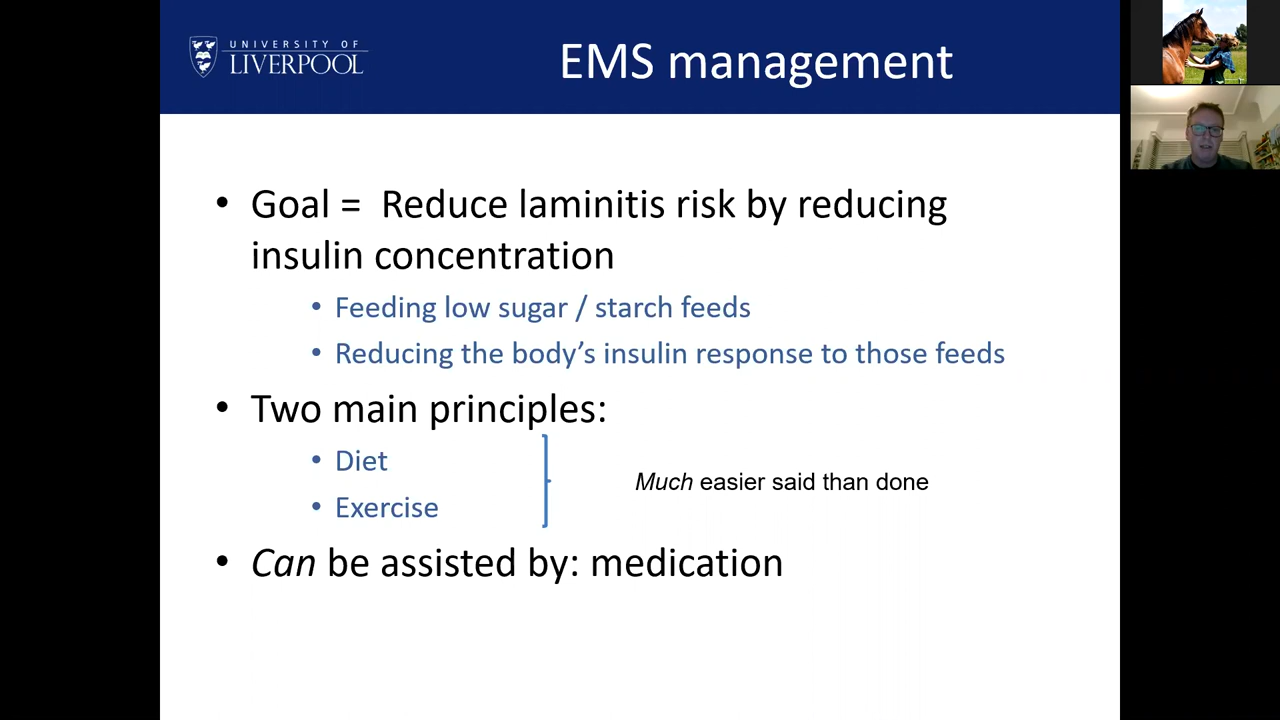 UNIVERSITY OF
LIVERPOOL
EMS management
• Goal = Reduce laminitis risk by reducing
insulin concentration
• Feeding low sugar / starch feeds
• Reducing the body’s insulin response to those feeds
• Two main principles:
• Diet
• Exercise
Much easier said than done
• Can be assisted by: medication